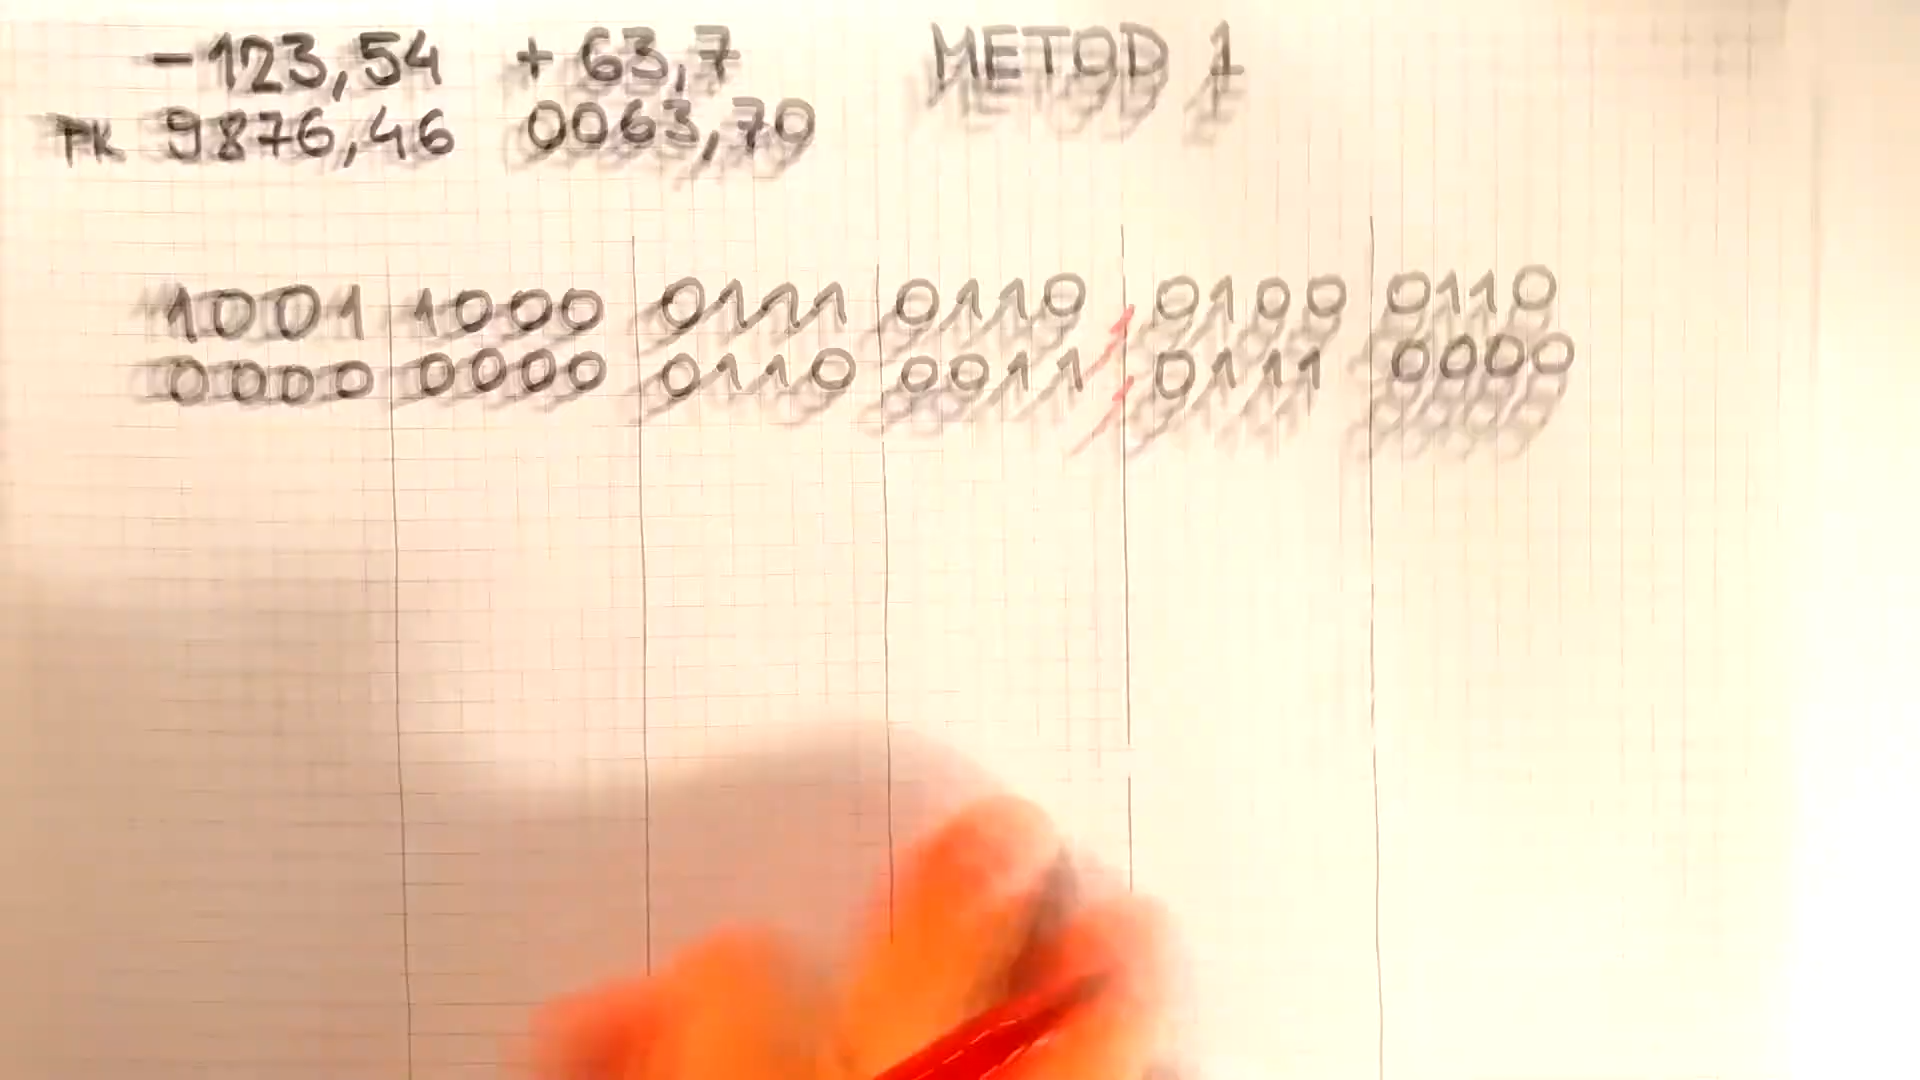 -123,54 + 63,7 METOD 1
PK 9876,46 0063,70
1001 1000 0111 0110 , 0100 0110
0000 0000 0110 0011 , 0111 0000